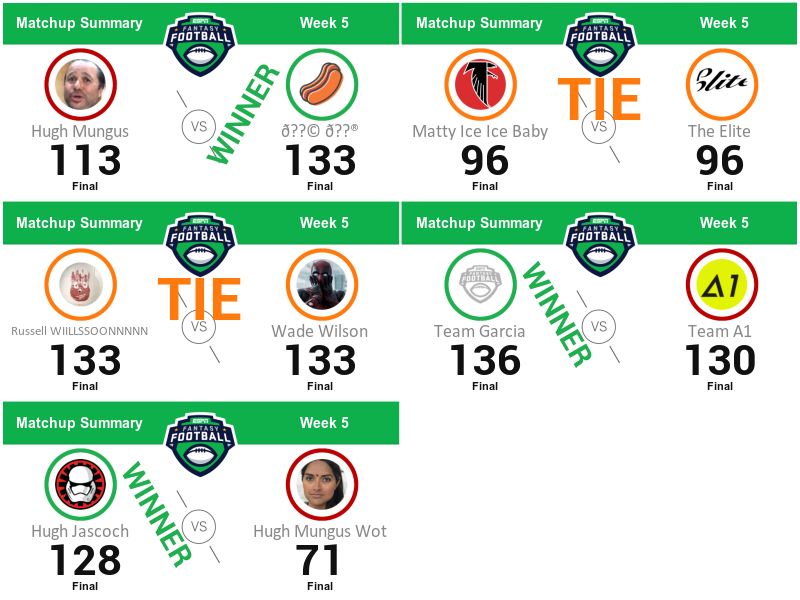 Matchup Summary
Week 5
ESPN
FANTASY
FOOTBALL
WINNER
VS
Hugh Mungus
ð??© ð??®
113
133
Final
Final
Matchup Summary
Week 5
ESPN
FANTASY
FOOTBALL
TIE
VS
Matty Ice Ice Baby
Elite
The Elite
96
96
Final
Final
Matchup Summary
Week 5
ESPN
FANTASY
FOOTBALL
TIE
VS
Russell WIILLSSOONNNNN
Wade Wilson
133
133
Final
Final
Matchup Summary
Week 5
ESPN
FANTASY
FOOTBALL
FANTASY
FOOTBALL
WINNER
VS
A1
Team Garcia
Team A1
136
130
Final
Final
Matchup Summary
Week 5
ESPN
FANTASY
FOOTBALL
WINNER
VS
Hugh Jascoch
Hugh Mungus Wot
128
71
Final
Final